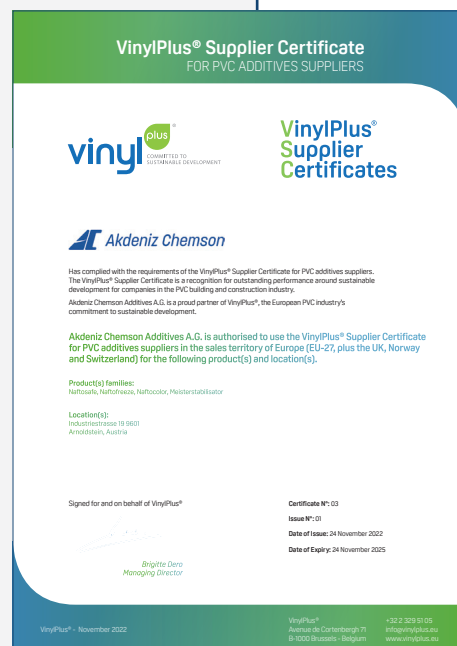 VinylPlus® Supplier Certificate
FOR PVC ADDITIVES SUPPLIERS
vinyl plus®
COMMITTED TO
SUSTAINABLE DEVELOPMENT
VinylPlus®
Supplier
Certificates
Akdeniz Chemson
Has complied with the requirements of the VinylPlus® Supplier Certificate for PVC additives suppliers.
The VinylPlus® Supplier Certificate is a recognition for outstanding performance around sustainable
development for companies in the PVC building and construction industry.
Akdeniz Chemson Additives A.G. is a proud partner of VinylPlus®, the European PVC industry's
commitment to sustainable development.
Akdeniz Chemson Additives A.G. is authorised to use the VinylPlus® Supplier Certificate
for PVC additives suppliers in the sales territory of Europe (EU-27, plus the UK, Norway
and Switzerland) for the following product(s) and location(s).
Product(s) families:
Naftosafe, Naftofreeze, Naftocolor, Meisterstabilisator
Location(s):
Industriestrasse 19 9601
Arnoldstein, Austria
Signed for and on behalf of VinylPlus®
Brigitte Dero
Managing Director
Certificate N°: 03
Issue N°: 01
Date of Issue: 24 November 2022
Date of Expiry: 24 November 2025
VinylPlus® - November 2022
VinylPlus®
Avenue de Cortenbergh 71
B-1000 Brussels - Belgium
+32 2 329 51 05
info@vinylplus.eu
www.vinylplus.eu